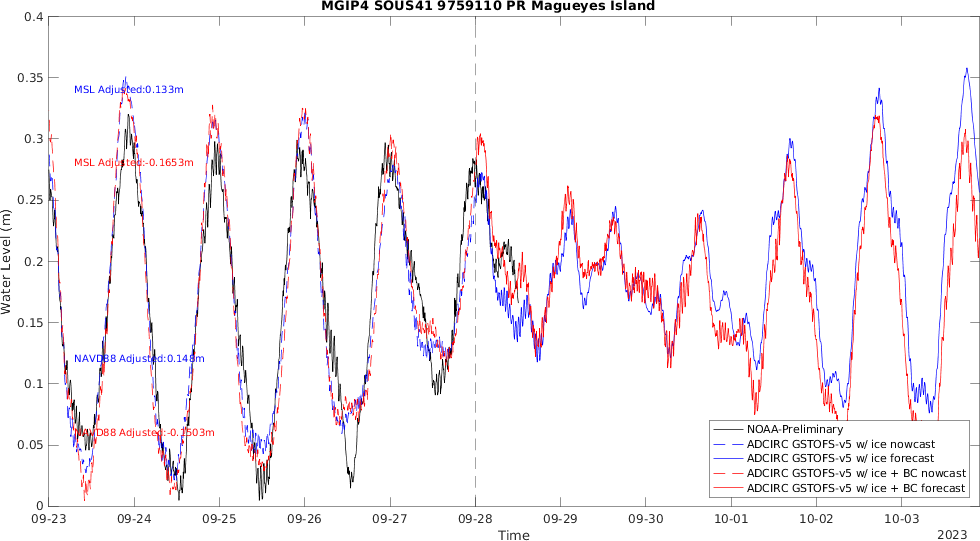 MGIP4 SOUS41 9759110 PR Magueyes Island
Water Level (m)
0.4
0.35
0.3
0.25
0.2
0.15
0.1
0.05
0
MSL Adjusted:0.133m
MSL Adjusted:-0.1653m
NAVD88 Adjusted:0.148m
NAVD88 Adjusted:-0.1503m
NOAA-Preliminary
ADCIRC GSTOFS-v5 w/ ice nowcast
ADCIRC GSTOFS-v5 w/ ice forecast
ADCIRC GSTOFS-v5 w/ ice + BC nowcast
ADCIRC GSTOFS-v5 w/ ice + BC forecast
09-23 09-24 09-25 09-26 09-27 09-28 09-29 09-30 10-01 10-02 10-03
Time
2023